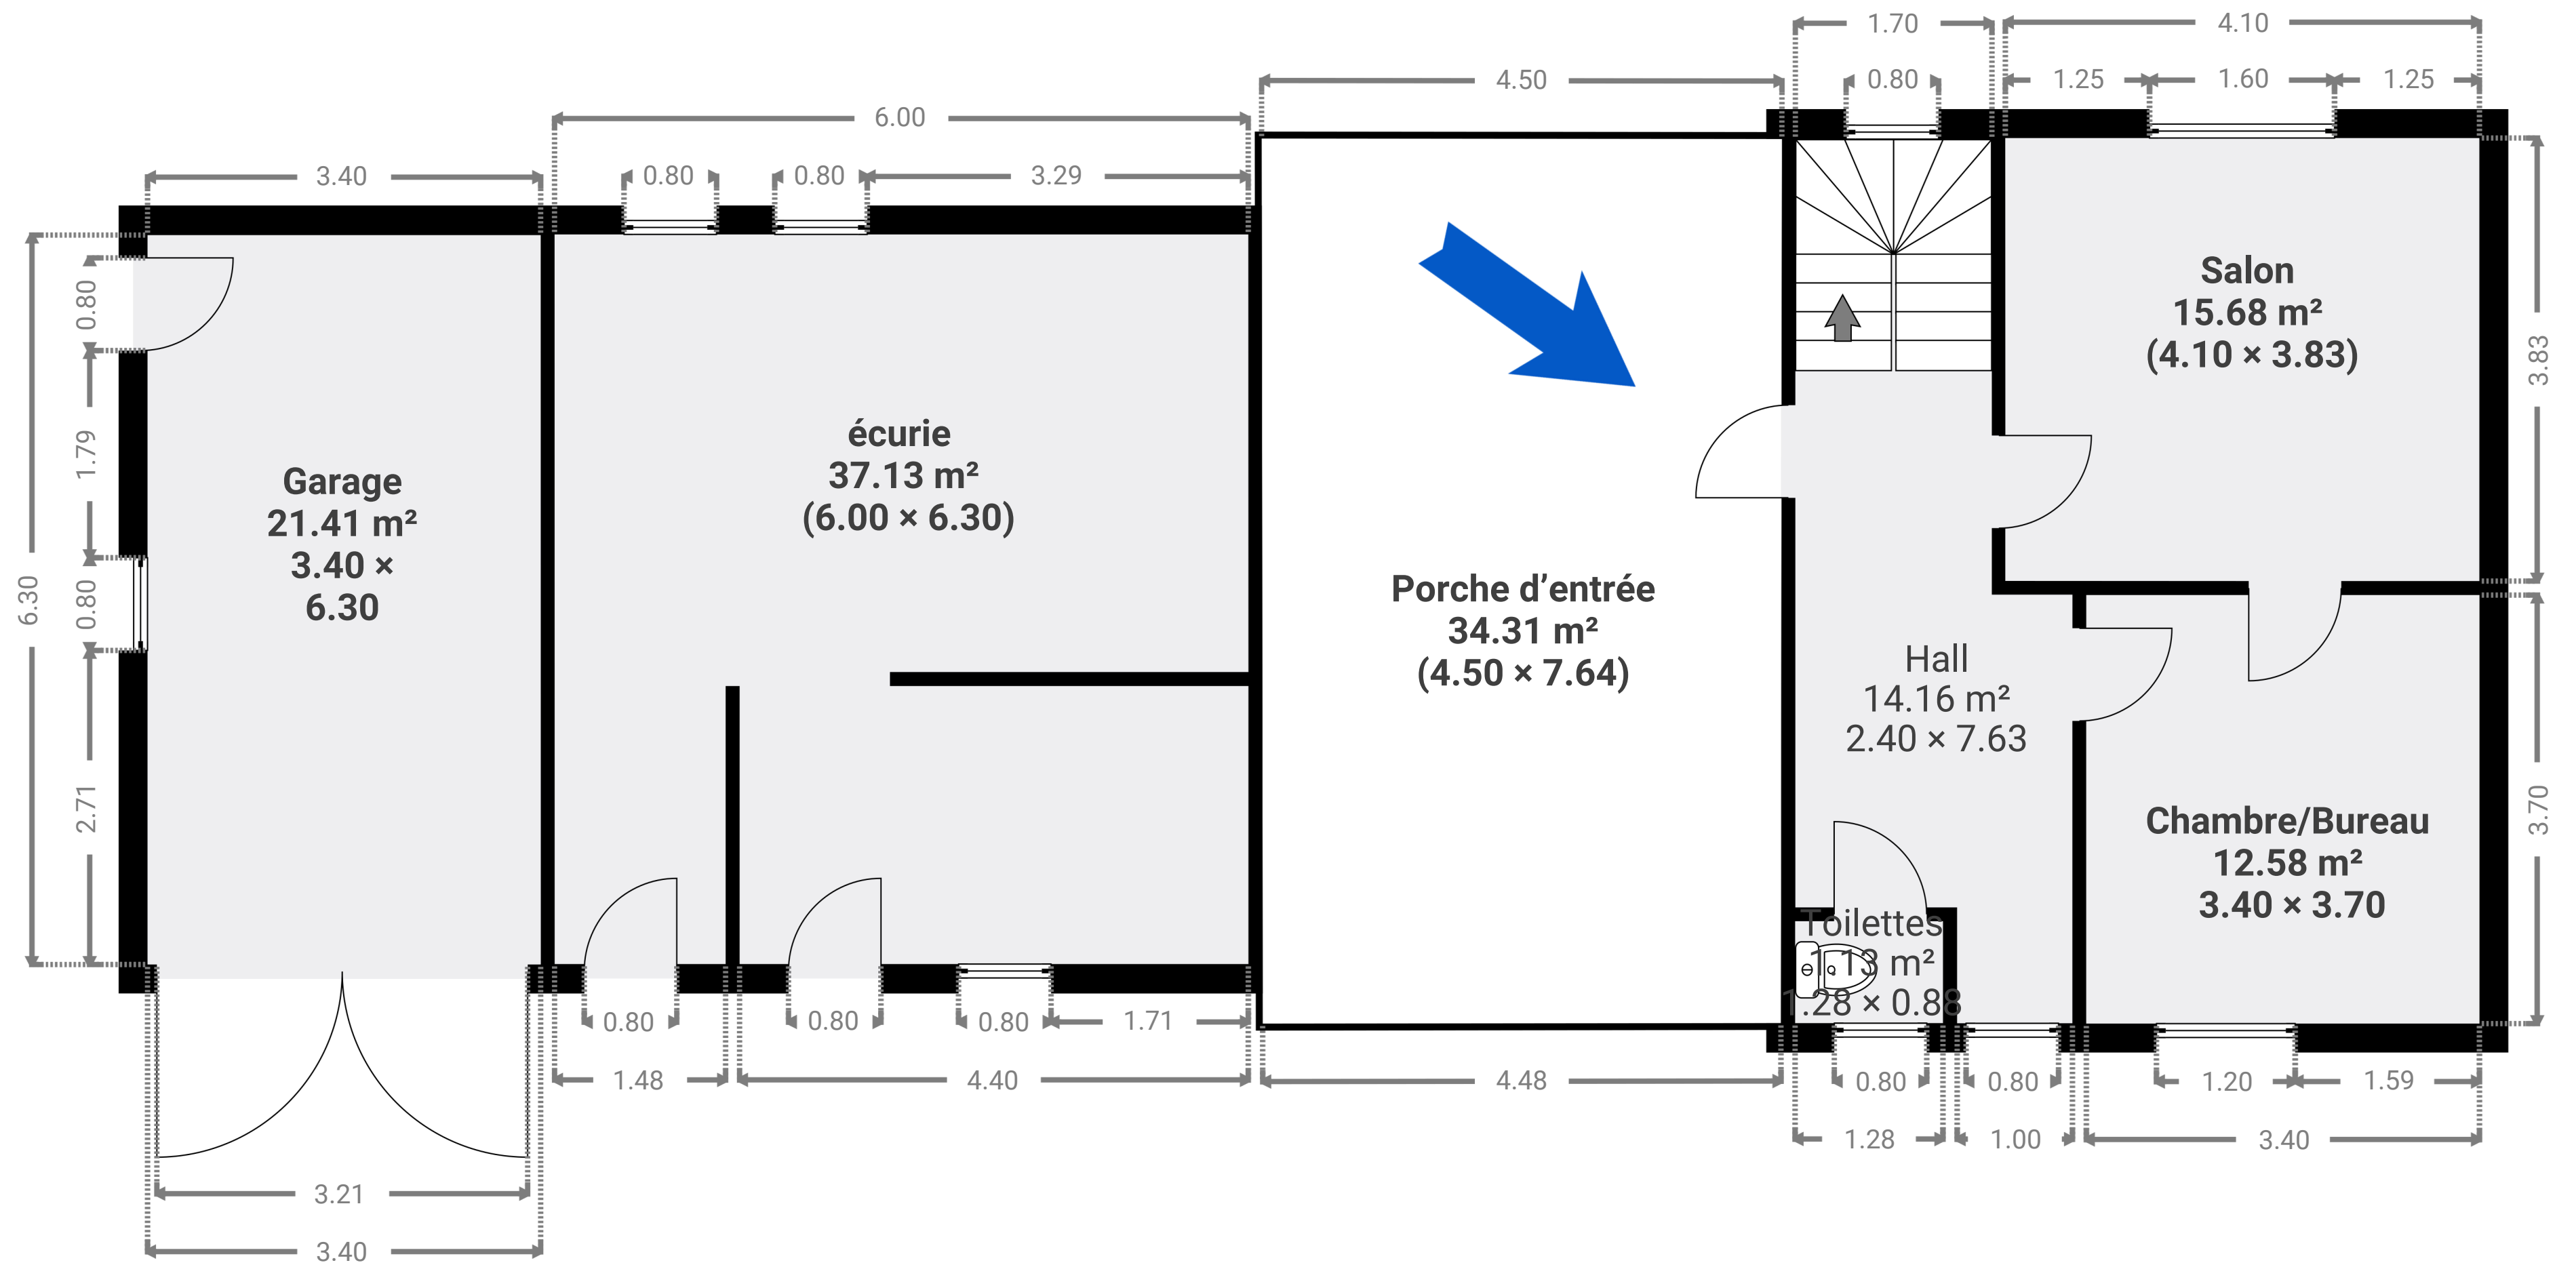 1.70
4.10
4.50
0.80
1.25
1.60
1.25
6.00
3.40
0.80
0.80
3.29
6.30
0.80
1.79
0.80
2.71
Garage
21.41 m²
3.40 ×
6.30
écurie
37.13 m²
(6.00 × 6.30)
Porche d’entrée
34.31 m²
(4.50 × 7.64)
Salon
15.68 m²
(4.10 × 3.83)
3.83
Hall
14.16 m²
2.40 × 7.63
Chambre/Bureau
12.58 m²
3.40 × 3.70
3.70
Toilettes
1.13 m²
1.28 × 0.88
0.80
0.80
0.80
1.71
1.48
4.40
4.48
0.80
0.80
1.20
1.59
1.28
1.00
3.40
3.21
3.40